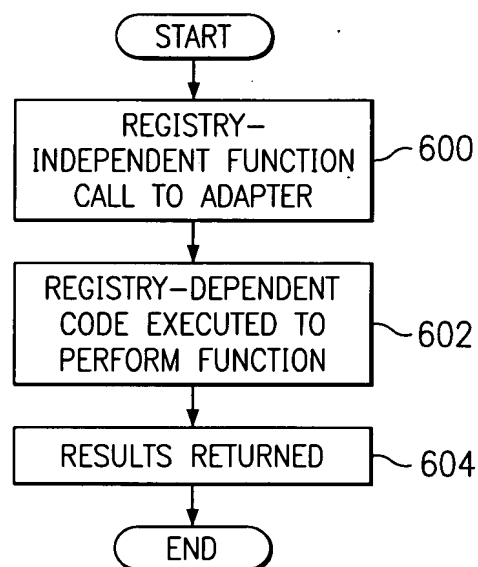 START
REGISTRY-
INDEPENDENT FUNCTION
CALL TO ADAPTER
600
REGISTRY-DEPENDENT
CODE EXECUTED TO
PERFORM FUNCTION
602
RESULTS RETURNED
604
END